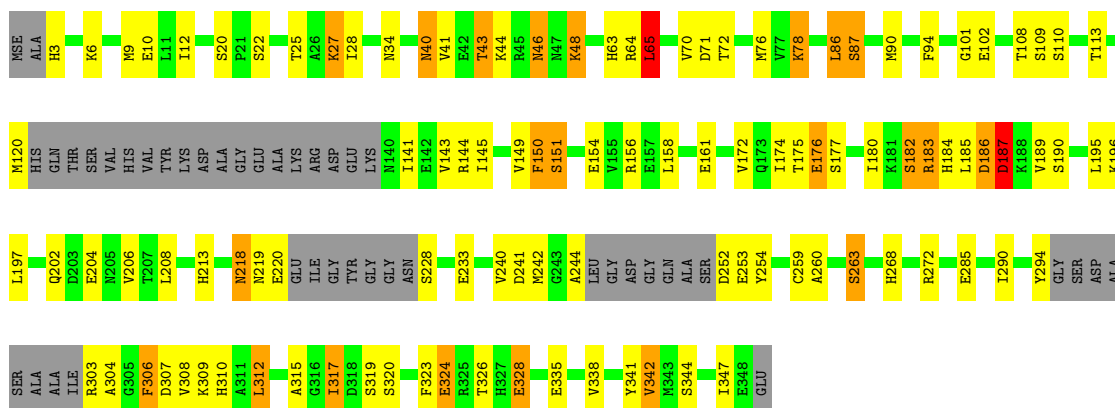 MSE ALA H3 K6 M9 E10 L11 I12 S20 P21 S22 T25 A26 K27 I28 N34 N40 V41 E42 T43 K44 R45 N46 N47 K48 H63 R64 L65 V70 D71 T72 M76 V77 K78 L86 S87 M90 F94 G101 E102 T108 S109 S110 T113
M120 HIS GLN THR SER VAL HIS VAL TYR LYS ASP ALA GLY GLU ALA LYS ARG ASP GLU LYS N140 I141 E142 V143 R144 I145 V149 F150 S151 E154 V155 R156 E157 L158 E161 V172 Q173 I174 T175 E176 S177 I180 K181 S182 R183 H184 L185 D186 D187 K188 V189 S190 L195 K196
L197 Q202 D203 E204 N205 V206 T207 L208 H213 N218 N219 E220 GLU ILE GLY TYR GLY GLY ASN S228 E233 V240 D241 M242 G243 A244 LEU GLY ASP GLY GLN ALA SER D252 E253 Y254 C259 A260 S263 H268 R272 E285 I290 Y294 GLY SER ASP ALA
SER ALA ALA ILE R303 A304 G305 F306 D307 V308 K309 H310 A311 L312 A315 G316 I317 D318 S319 S320 F323 E324 R325 T326 H327 E328 E335 V338 Y341 V342 M343 S344 I347 E348 GLU